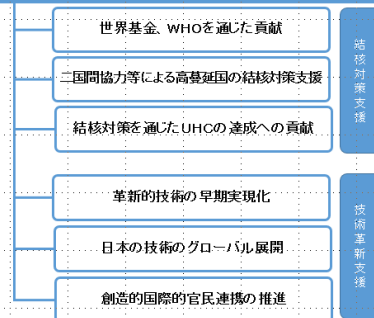 世界基金、WHOを通じた貢献
二国間協力等による高蔓延国の結核対策支援
結核対策を通じたUHCの達成への貢献
結核対策支援
革新的技術の早期実現化
日本の技術のグローバル展開
創造的国際的官民連携の推進
技術革新支援